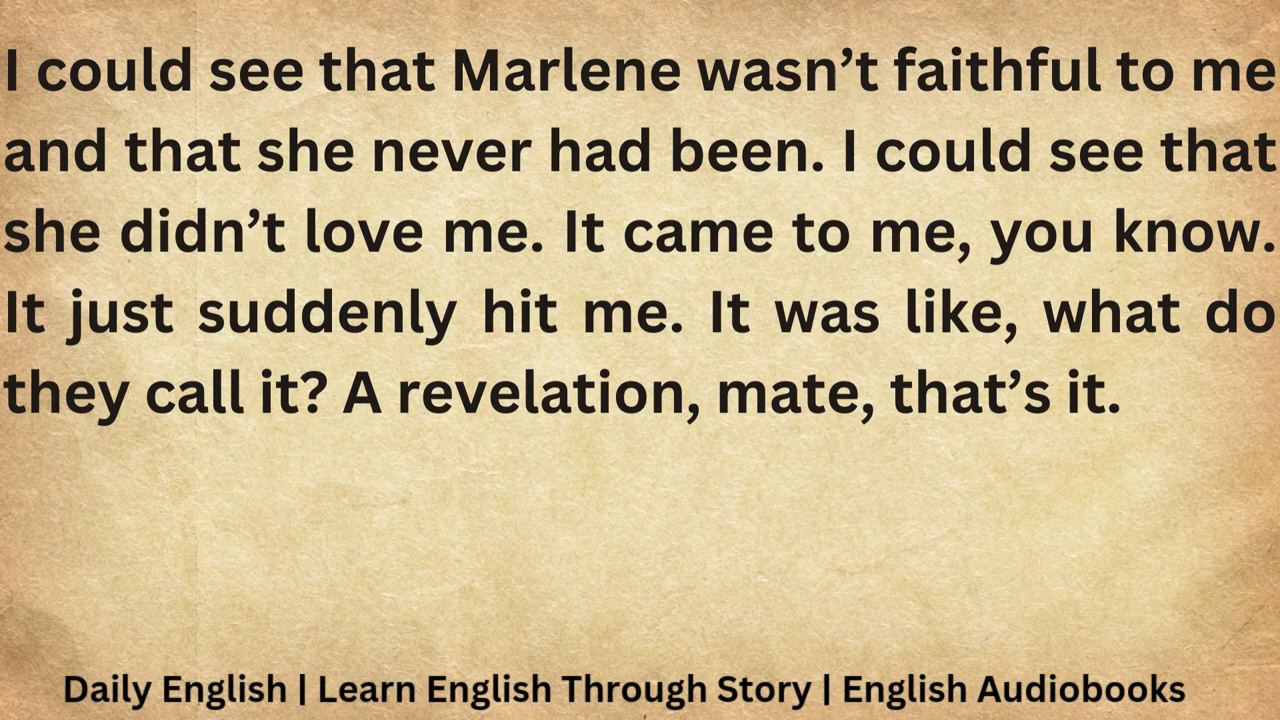 I could see that Marlene wasn’t faithful to me
and that she never had been. I could see that
she didn’t love me. It came to me, you know.
It just suddenly hit me. It was like, what do
they call it? A revelation, mate, that’s it.
Daily English | Learn English Through Story | English Audiobooks